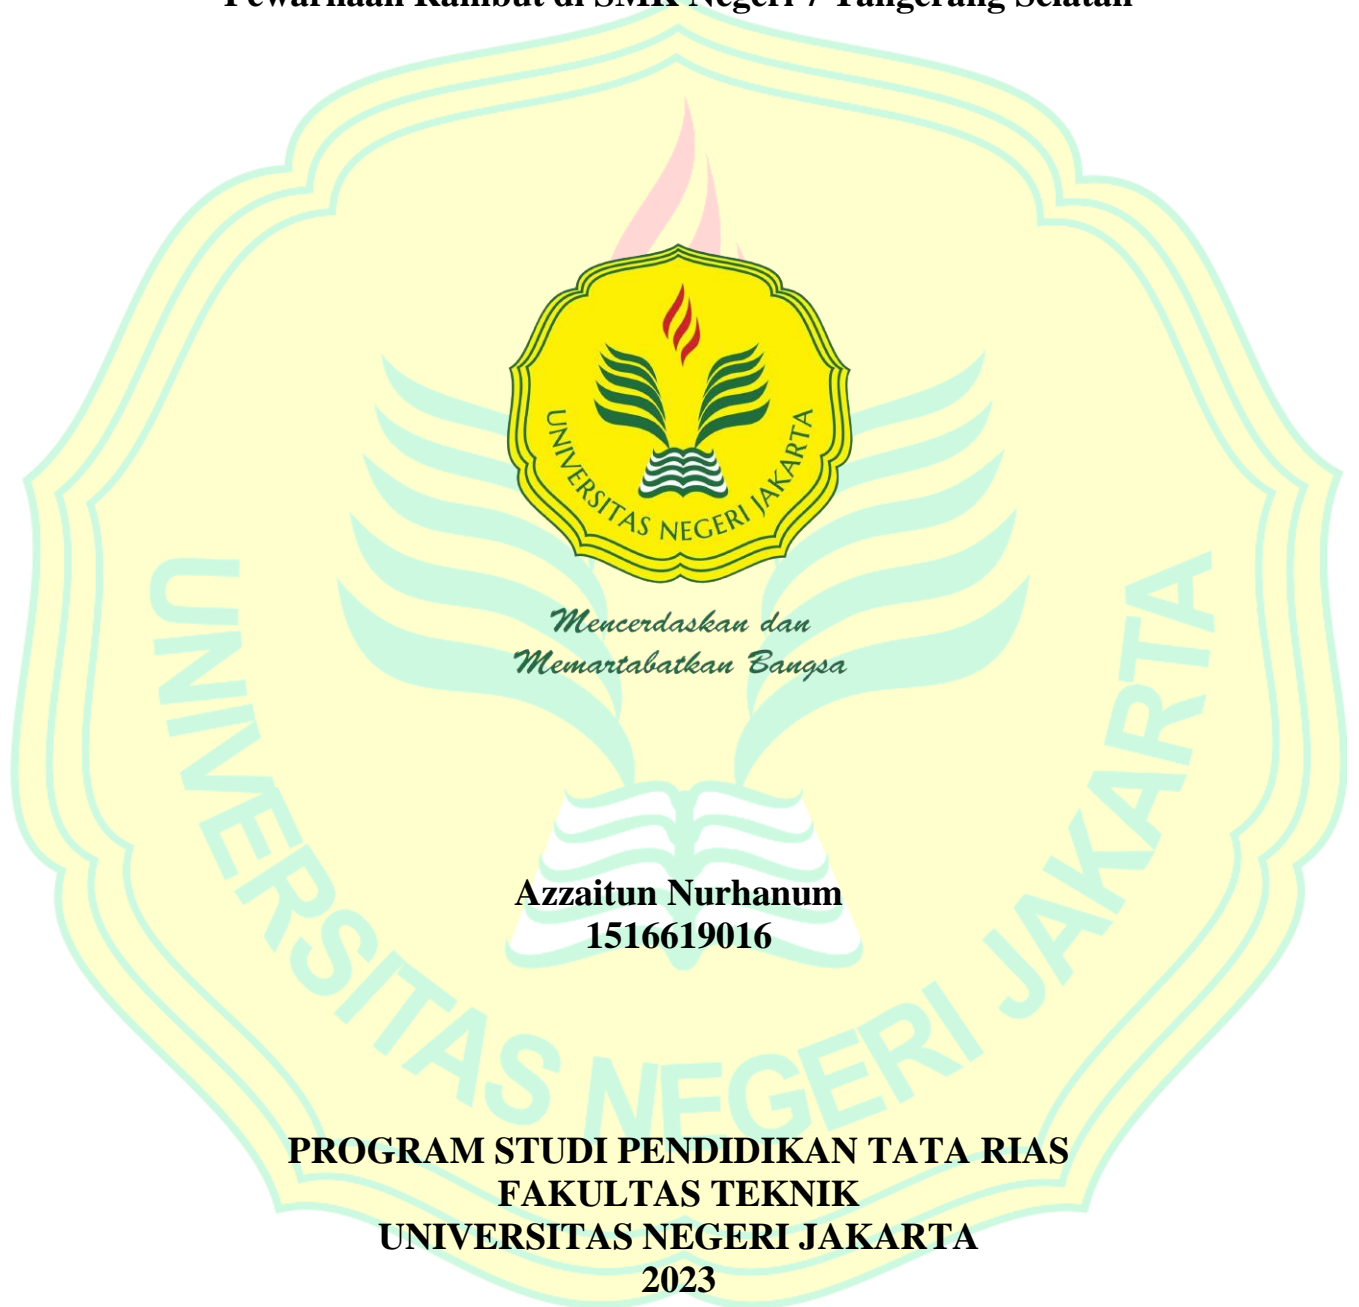 Pewarnaan Rambut di SMK Negeri 7 Tangerang Selatan
UNIVERSITAS NEGERI JAKARTA
Mencerdaskan dan
Memartabatkan Bangsa
UNIVERSITAS NEGERI JAKARTA
Azzaitun Nurhanum
1516619016
PROGRAM STUDI PENDIDIKAN TATA RIAS
FAKULTAS TEKNIK
UNIVERSITAS NEGERI JAKARTA
2023